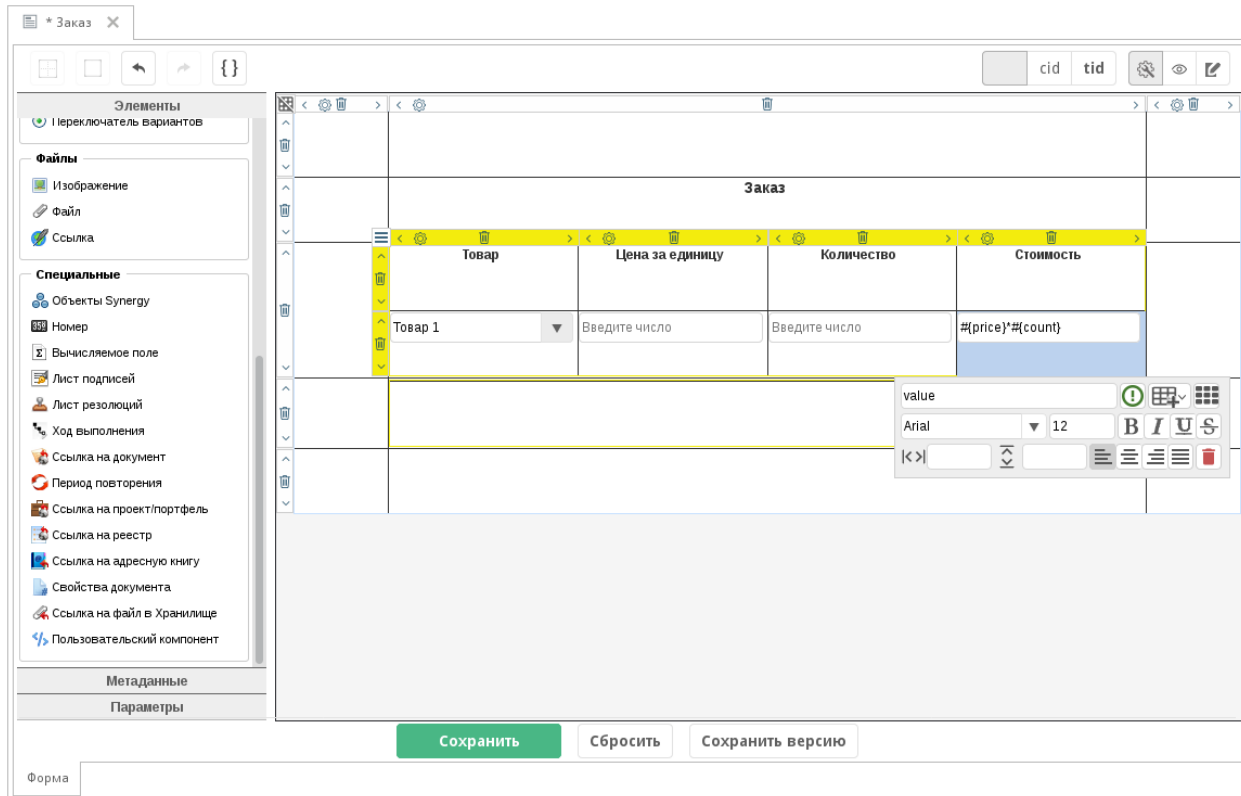 * Заказ
{ }
cid
tid
Элементы
Переключатель вариантов
Файлы
Изображение
Файл
Ссылка
Специальные
Объекты Synergy
Номер
Вычисляемое поле
Лист подписей
Лист резолюций
Ход выполнения
Ссылка на документ
Период повторения
Ссылка на проект/портфель
Ссылка на реестр
Ссылка на адресную книгу
Свойства документа
Ссылка на файл в Хранилище
Пользовательский компонент
Метаданные
Параметры
Заказ
Товар Цена за единицу Количество Стоимость
Товар 1 Введите число Введите число #{price}*#{count}
value
Arial 12 B I U S
Сохранить Сбросить Сохранить версию
Форма